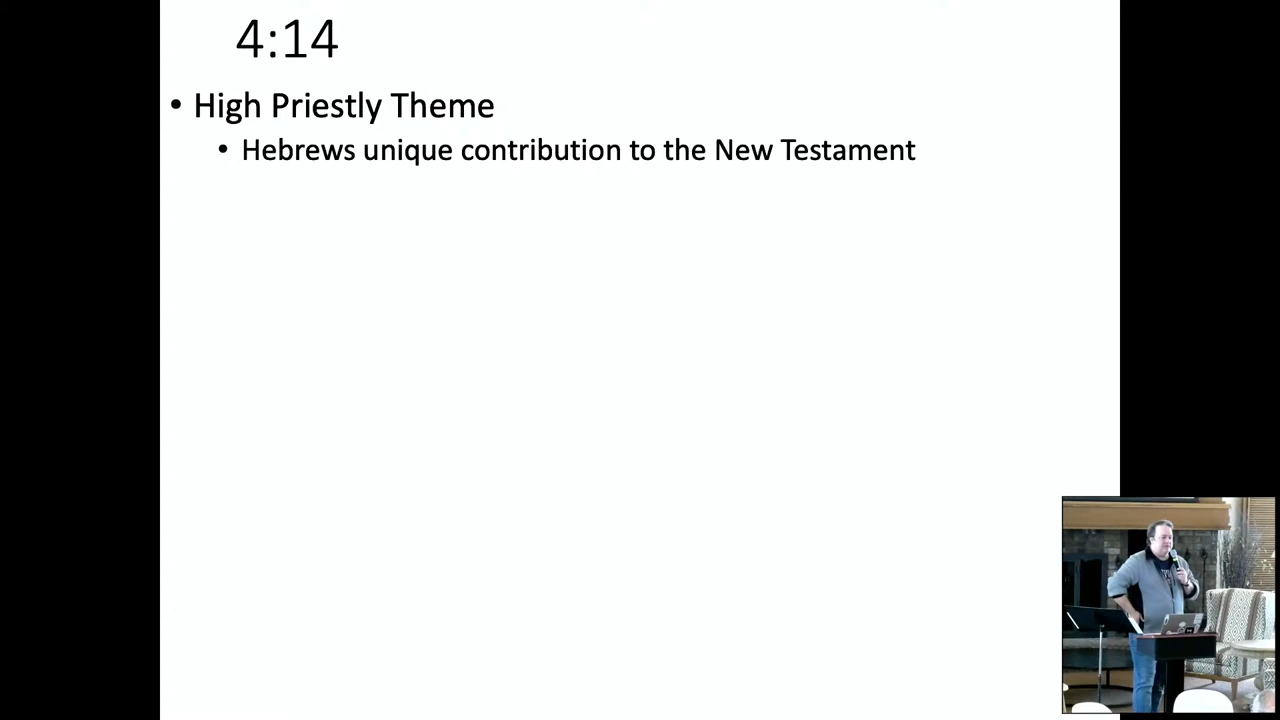 4:14
• High Priestly Theme
• Hebrews unique contribution to the New Testament